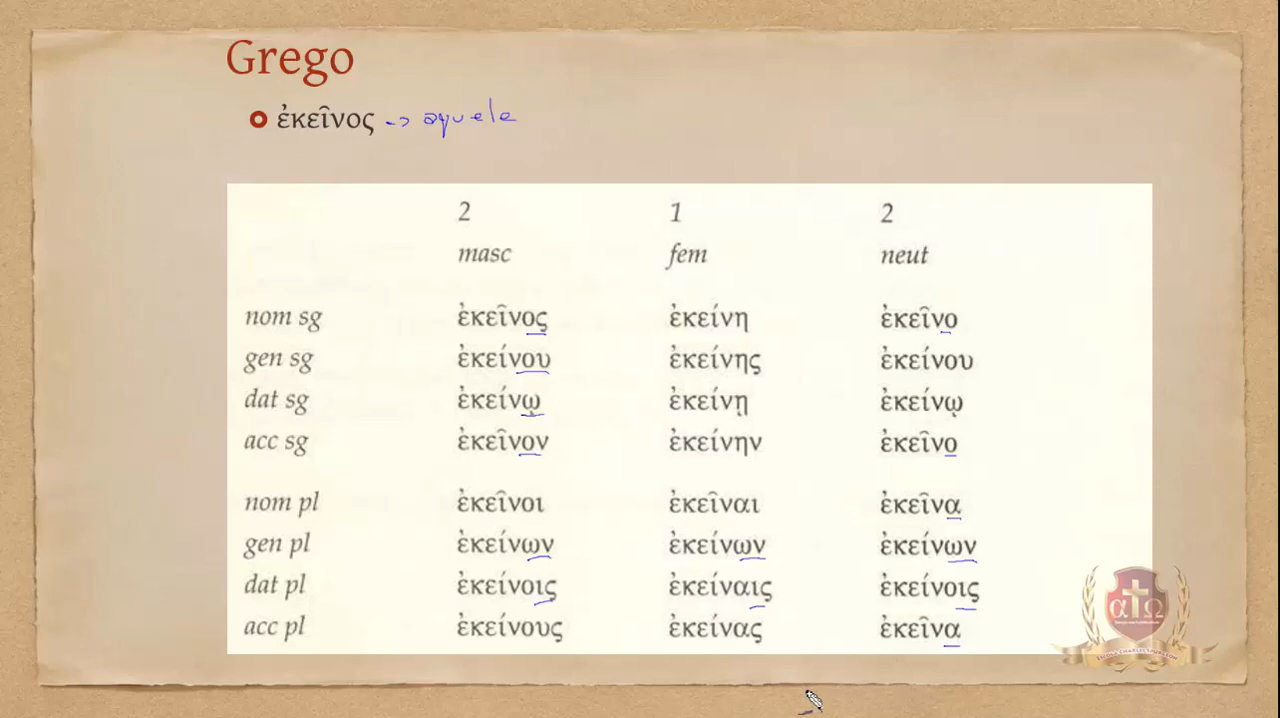 Grego
ἐκεῖνος -> aquele
2 1 2
masc fem neut
nom sg ἐκεῖνος ἐκείνη ἐκεῖνο
gen sg ἐκείνου ἐκείνης ἐκείνου
dat sg ἐκείνῳ ἐκείνῃ ἐκείνῳ
acc sg ἐκεῖνον ἐκείνην ἐκεῖνο
nom pl ἐκεῖνοι ἐκεῖναι ἐκεῖνα
gen pl ἐκείνων ἐκείνων ἐκείνων
dat pl ἐκείνοις ἐκείναις ἐκείνοις
acc pl ἐκείνους ἐκείνας ἐκεῖνα
α Ω